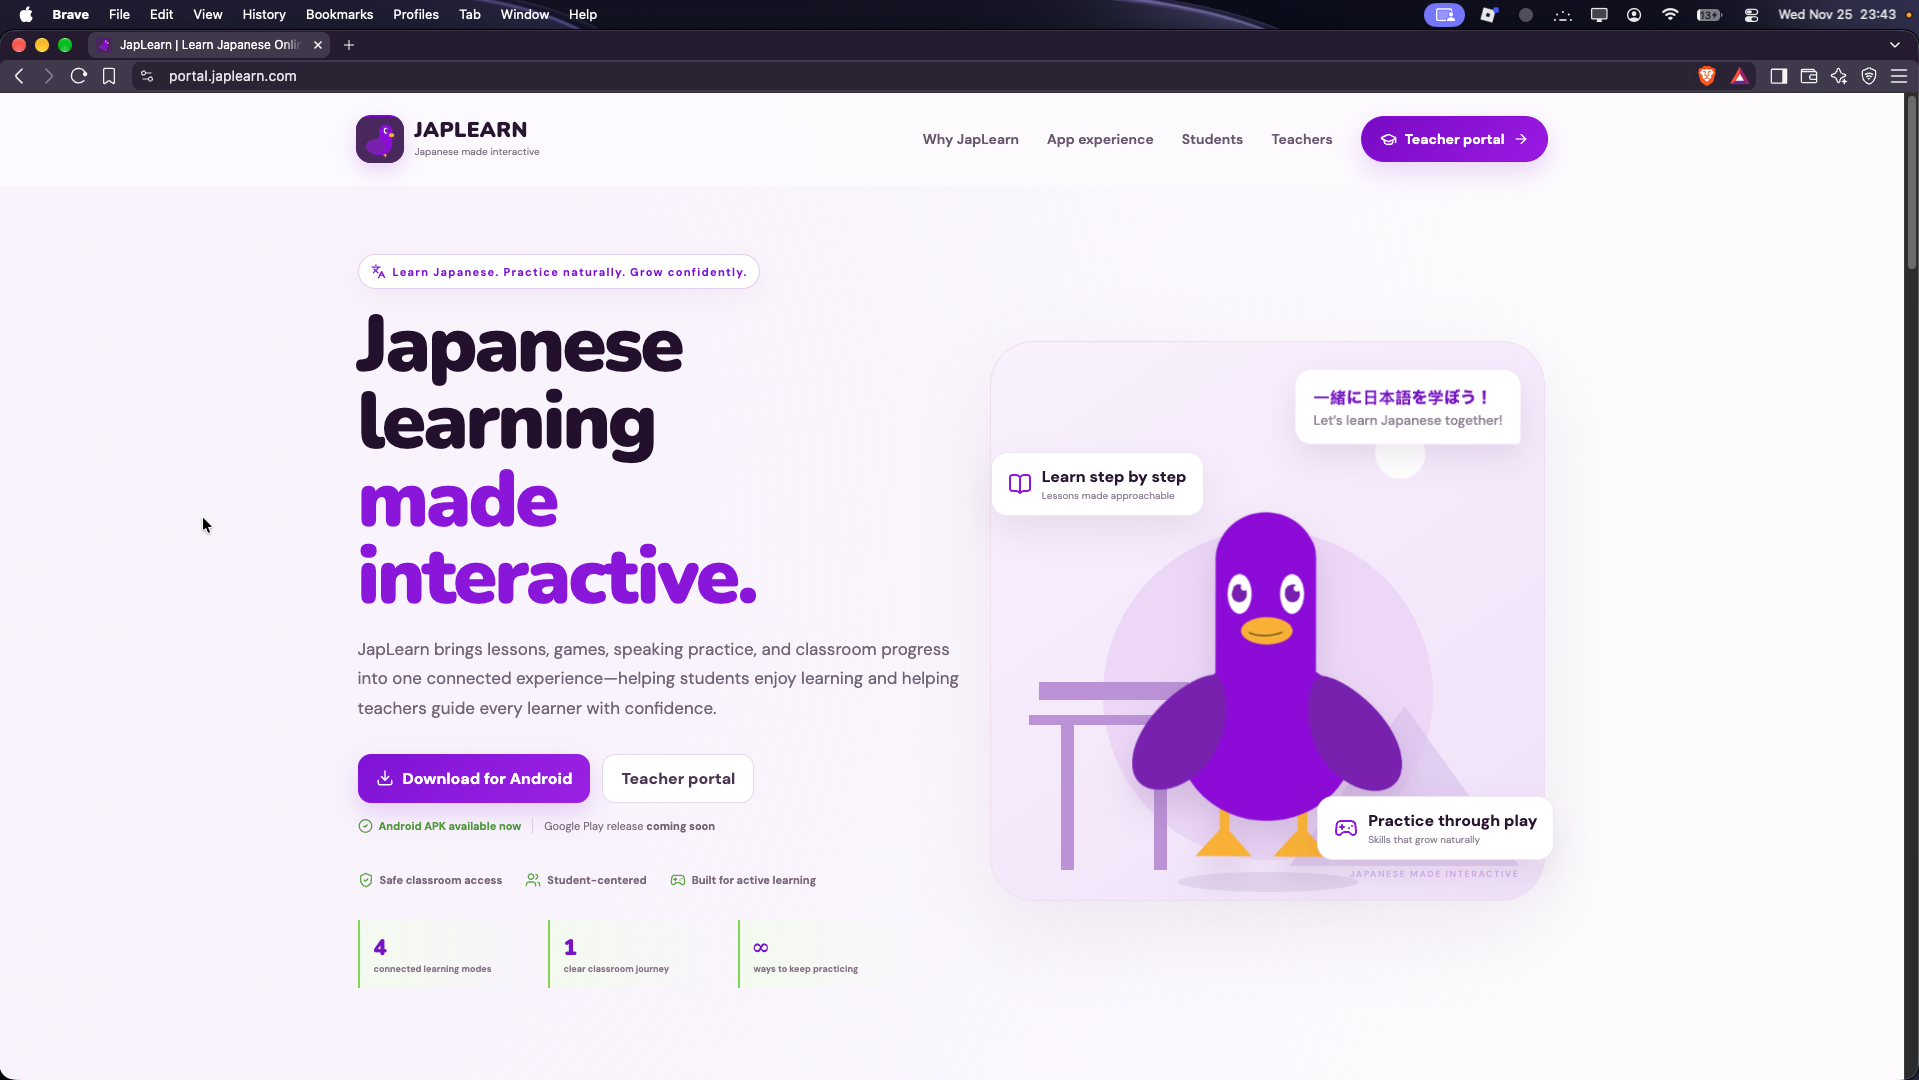 Brave File Edit View History Bookmarks Profiles Tab Window Help
13+ Wed Nov 25 23:43
JapLearn | Learn Japanese Onli
portal.japlearn.com
JAPLEARN
Japanese made interactive
Why JapLearn App experience Students Teachers Teacher portal
Learn Japanese. Practice naturally. Grow confidently.
Japanese
learning
made
interactive.
JapLearn brings lessons, games, speaking practice, and classroom progress
into one connected experience—helping students enjoy learning and helping
teachers guide every learner with confidence.
Download for Android Teacher portal
Android APK available now Google Play release coming soon
Safe classroom access Student-centered Built for active learning
4
connected learning modes
1
clear classroom journey
∞
ways to keep practicing
一緒に日本語を学ぼう！
Let's learn Japanese together!
Learn step by step
Lessons made approachable
Practice through play
Skills that grow naturally
JAPANESE MADE INTERACTIVE